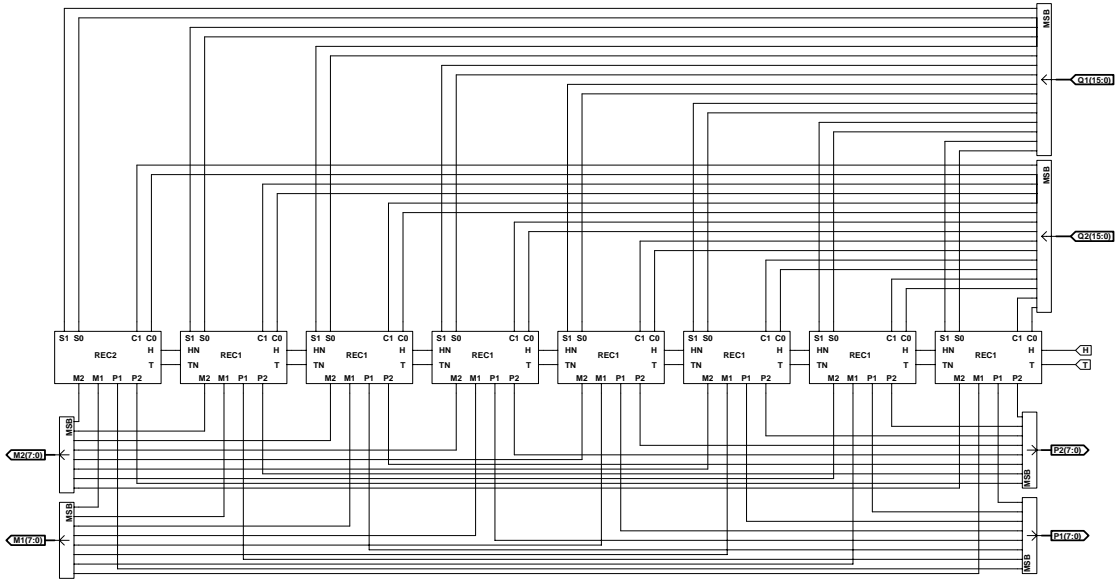 MSB
Q1(15:0)
MSB
Q2(15:0)
S1 S0 C1 C0 S1 S0 C1 C0 S1 S0 C1 C0 S1 S0 C1 C0 S1 S0 C1 C0 S1 S0 C1 C0 S1 S0 C1 C0 S1 S0 C1 C0
REC2 H HN REC1 H HN REC1 H HN REC1 H HN REC1 H HN REC1 H HN REC1 H HN REC1 H H
T TN T TN T TN T TN T TN T TN T TN T T
M2 M1 P1 P2 M2 M1 P1 P2 M2 M1 P1 P2 M2 M1 P1 P2 M2 M1 P1 P2 M2 M1 P1 P2 M2 M1 P1 P2 M2 M1 P1 P2
MSB
M2(7:0) P2(7:0)
MSB
MSB
M1(7:0) P1(7:0)
MSB